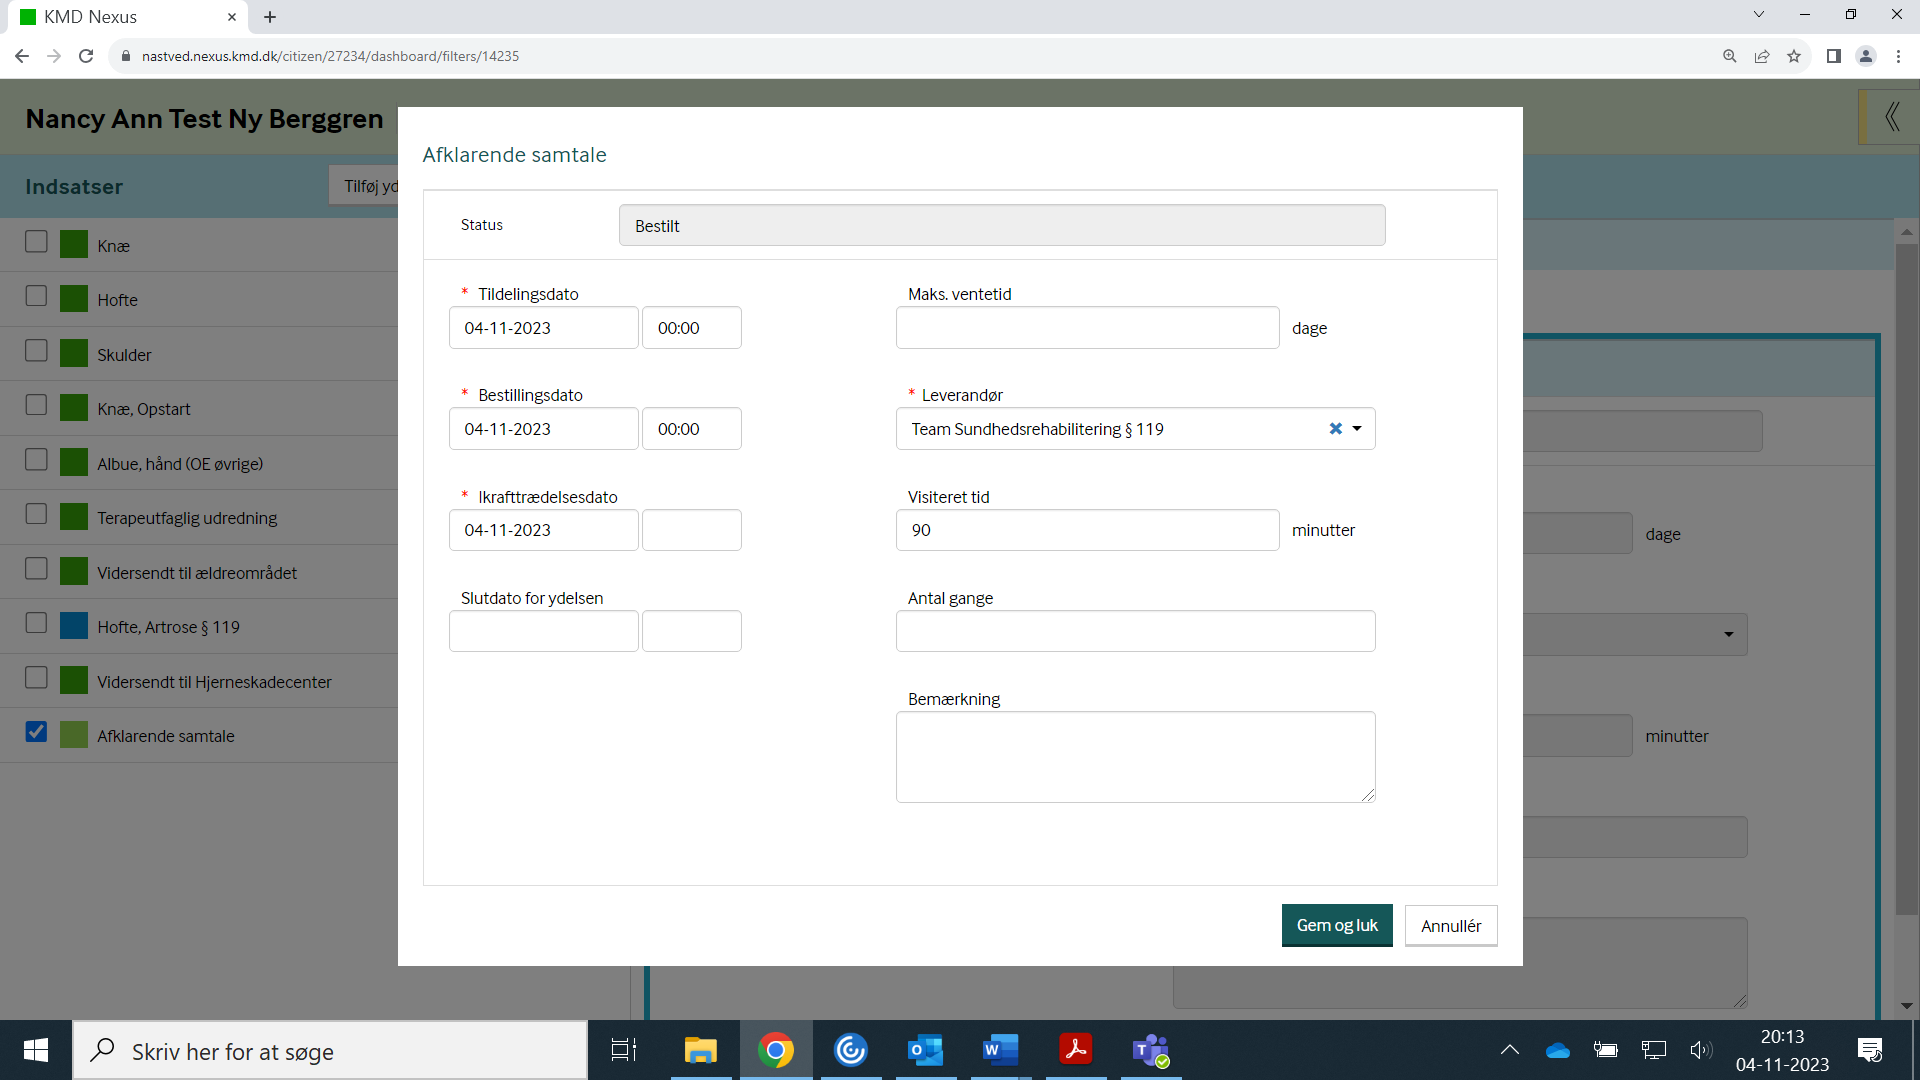 KMD Nexus
nastved.nexus.kmd.dk/citizen/27234/dashboard/filters/14235
Nancy Ann Test Ny Berggren
Indsatser
Tilføj yd
Knæ
Hofte
Skulder
Knæ, Opstart
Albue, hånd (OE øvrige)
Terapeutfaglig udredning
Vidersendt til ældreområdet
Hofte, Artrose § 119
Vidersendt til Hjerneskadecenter
Afklarende samtale
Afklarende samtale
Status
Bestilt
* Tildelingsdato
04-11-2023 00:00
Maks. ventetid
dage
* Bestillingsdato
04-11-2023 00:00
* Leverandør
Team Sundhedsrehabilitering § 119
* Ikrafttrædelsesdato
04-11-2023
Visiteret tid
90 minutter
Slutdato for ydelsen
Antal gange
Bemærkning
Gem og luk
Annullér
dage
minutter
Skriv her for at søge
20:13
04-11-2023